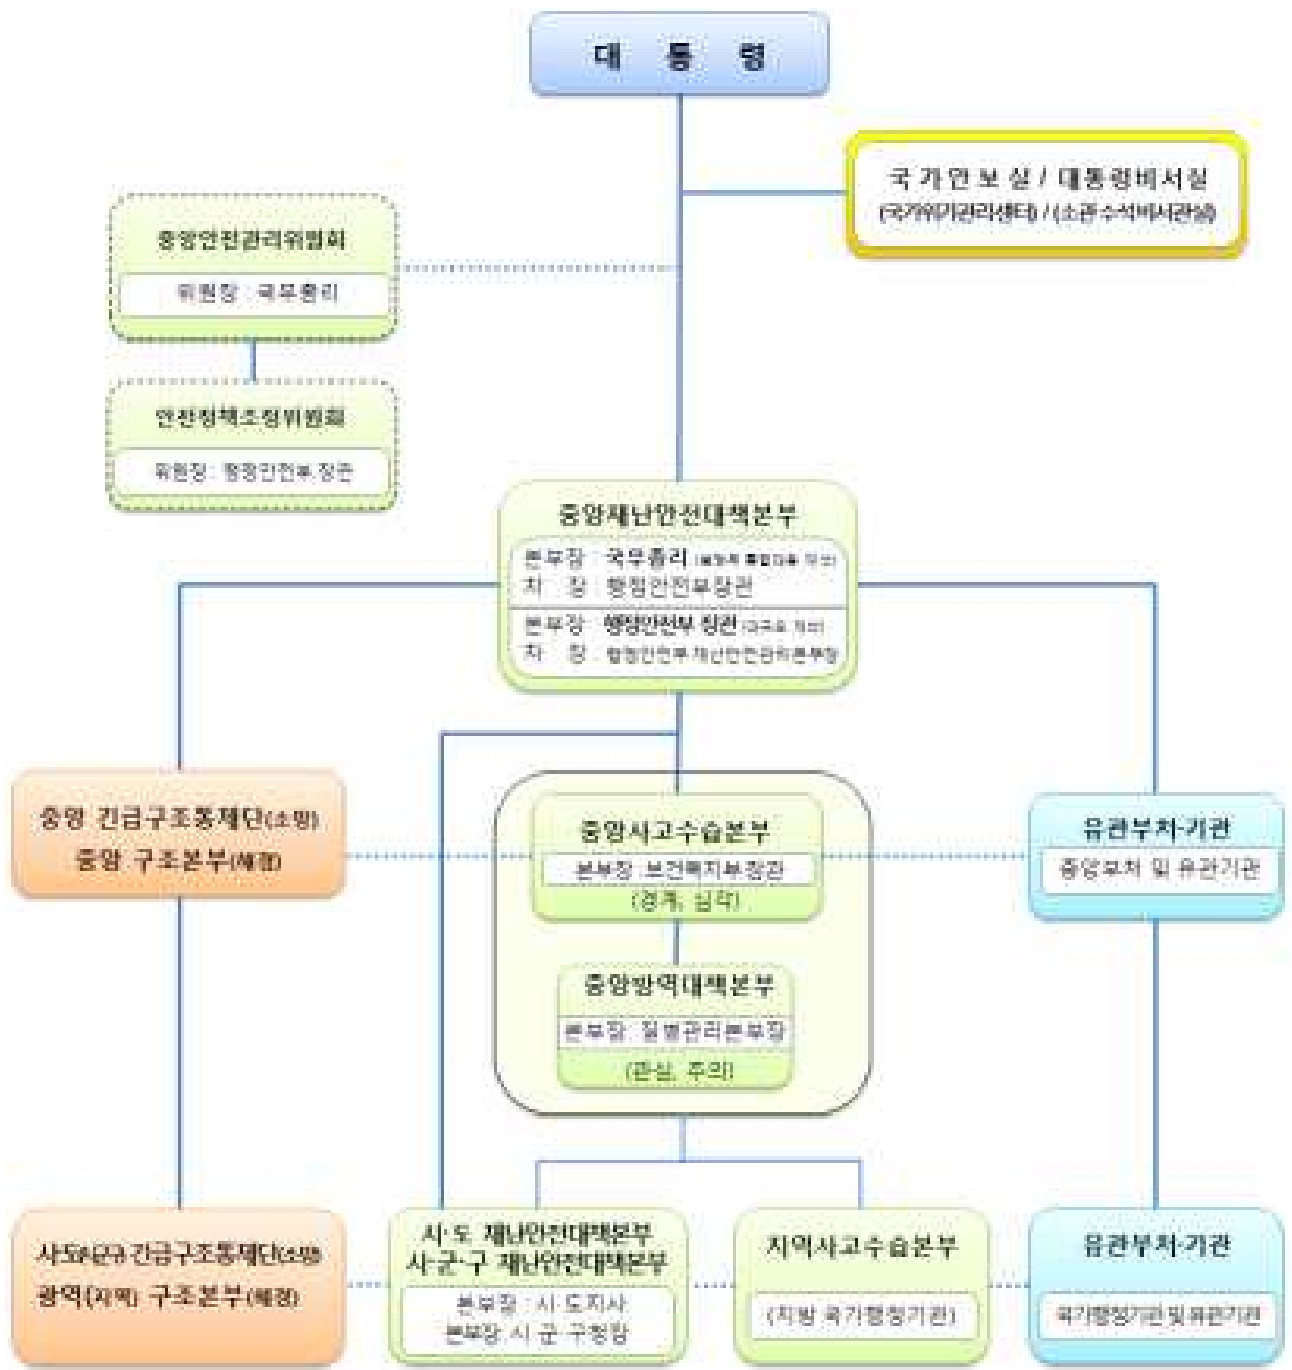 대 통 령
국 가 안 보 실 / 대통령비서실
(국가위기관리센터) / (소관 수석비서관실)
중앙안전관리위원회
위원장 : 국무총리
안전정책조정위원회
위원장 : 행정안전부 장관
중앙재난안전대책본부
본부장 : 국무총리
차 장 : 행정안전부장관
본부장 : 행정안전부 장관
차 장 : 행정안전부 재난안전관리본부장
중앙 긴급구조통제단(소방)
중앙 구조본부(해경)
중앙사고수습본부
본부장 : 보건복지부장관
(경계, 심각)
유관부처·기관
중앙부처 및 유관기관
중앙방역대책본부
본부장 : 질병관리본부장
(관심, 주의)
시도(시군구) 긴급구조통제단(소방)
광역(지역) 구조본부(해경)
시·도 재난안전대책본부
시·군·구 재난안전대책본부
본부장 : 시 도지사
본부장 시 군 구청장
지역사고수습본부
(지방 국가행정기관)
유관부처·기관
국가행정기관 및 유관기관